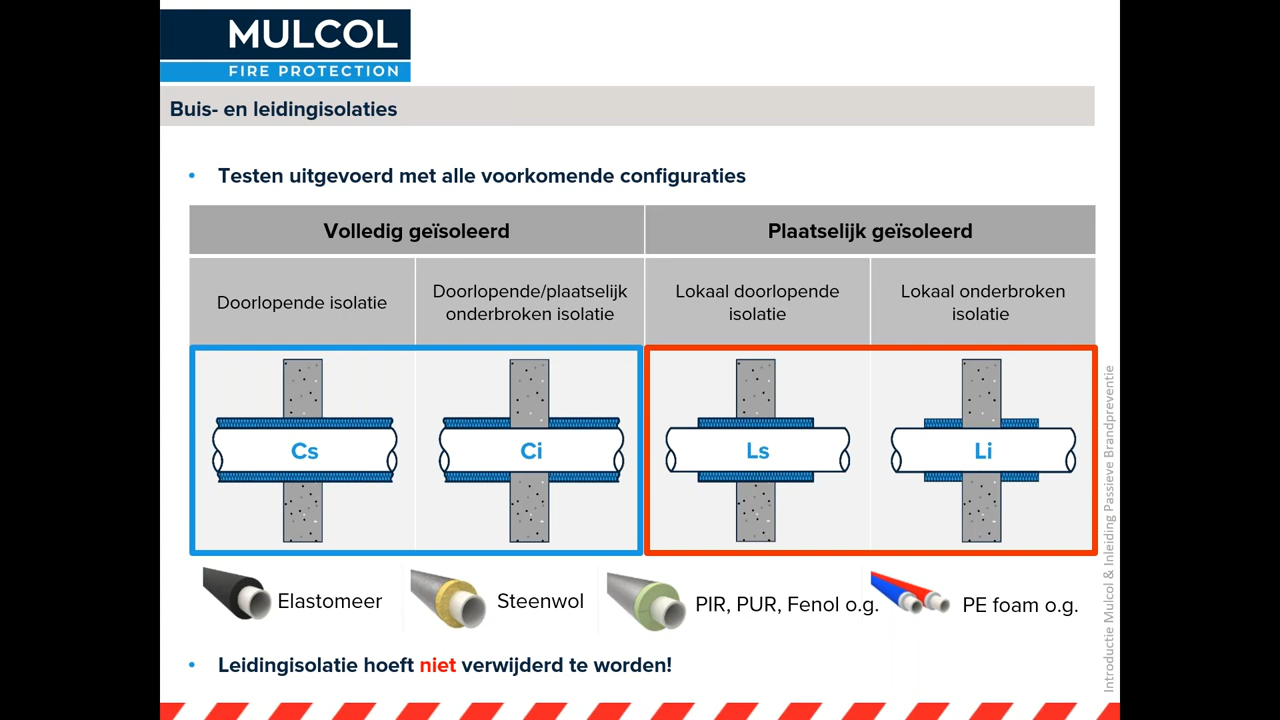 MULCOL
FIRE PROTECTION
Buis- en leidingisolaties
• Testen uitgevoerd met alle voorkomende configuraties
Volledig geïsoleerd
Plaatselijk geïsoleerd
Doorlopende isolatie
Doorlopende/plaatselijk
onderbroken isolatie
Lokaal doorlopende
isolatie
Lokaal onderbroken
isolatie
Cs
Ci
Ls
Li
Elastomeer
Steenwol
PIR, PUR, Fenol o.g.
PE foam o.g.
• Leidingisolatie hoeft niet verwijderd te worden!
Introductie Mulcol & Inleiding Passieve Brandpreventie